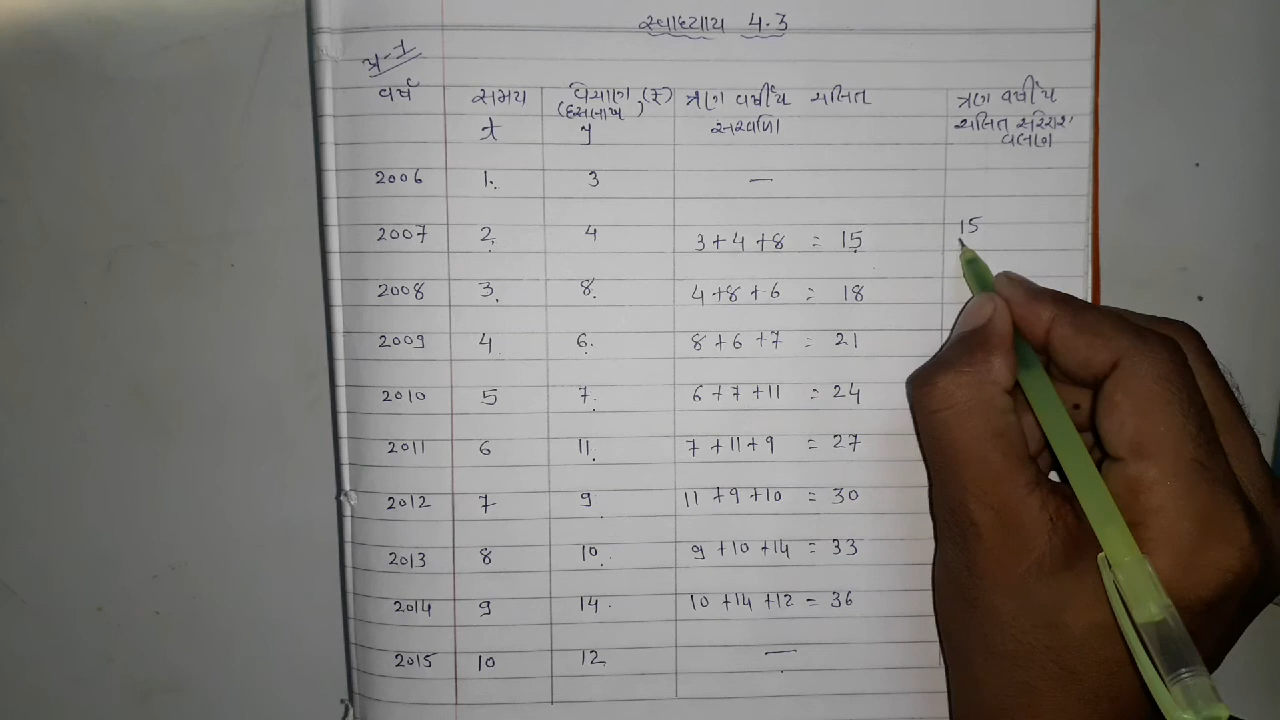 સ્વાધ્યાય 4.3
પ્ર-1
વર્ષ સમય વેચાણ (₹) ત્રણ વર્ષીય ચલિત ત્રણ વર્ષીય
(દસલાખ) ચલિત સરેરાશ
t y સરવાળા વલણ
2006 1. 3 —
15
2007 2. 4 3 + 4 + 8 = 15
2008 3. 8. 4 + 8 + 6 = 18
2009 4. 6. 8 + 6 + 7 = 21
2010 5 7. 6 + 7 + 11 = 24
2011 6 11. 7 + 11 + 9 = 27
2012 7 9. 11 + 9 + 10 = 30
2013 8 10. 9 + 10 + 14 = 33
2014 9 14. 10 + 14 + 12 = 36
2015 10 12. —